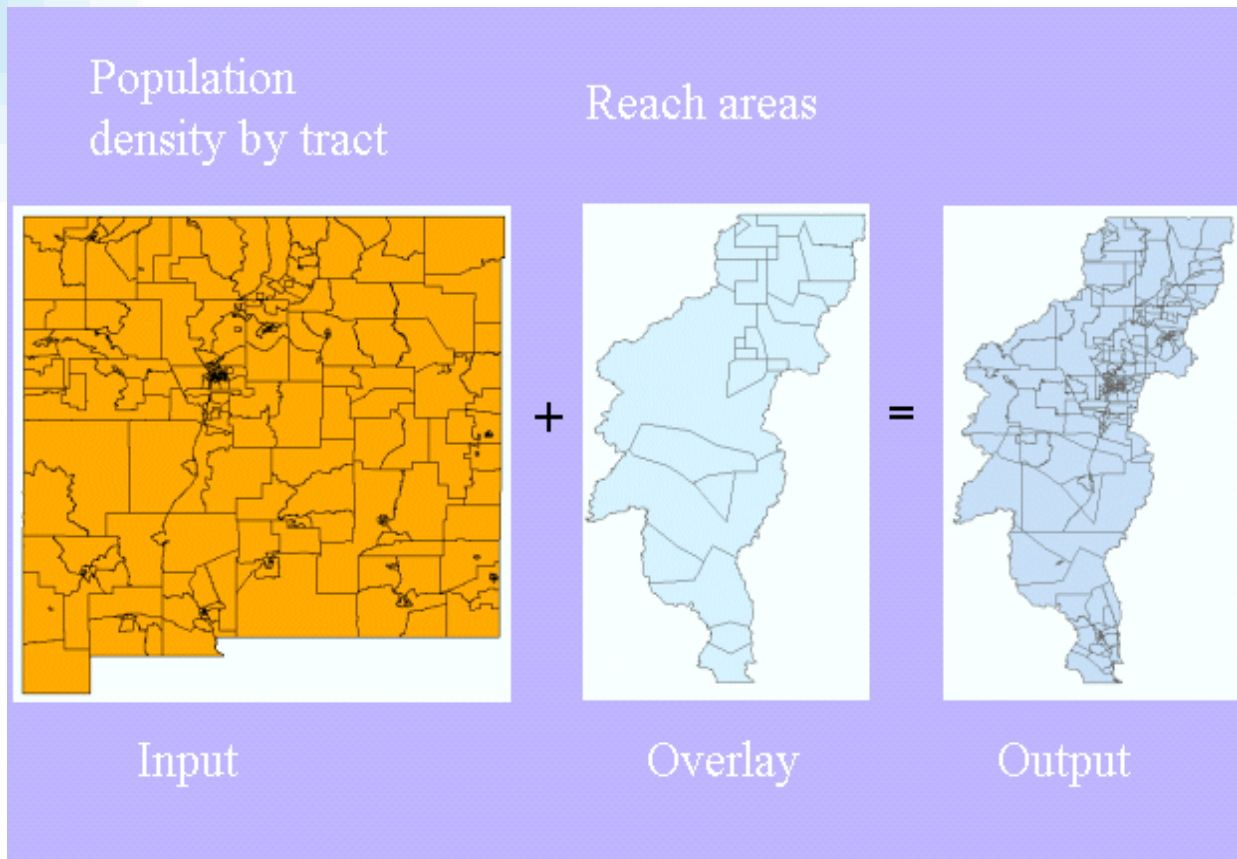 Population
density by tract
Reach areas
+
=
Input
Overlay
Output